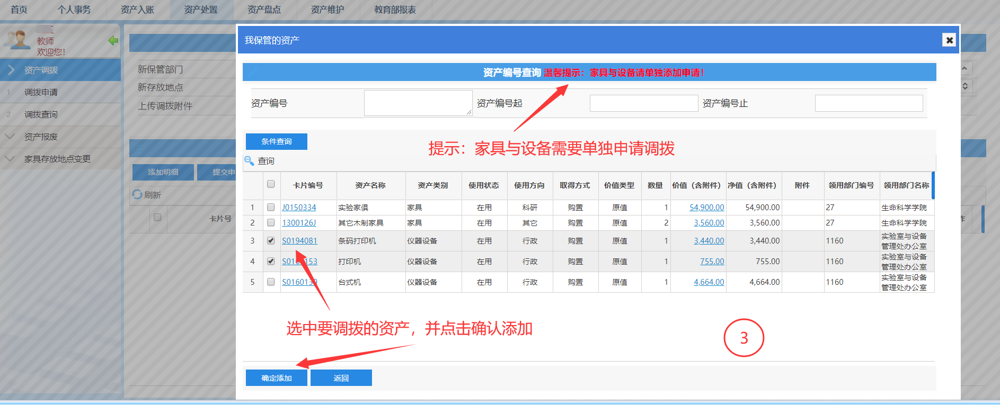 首页 个人事务 资产入账 资产处置 资产盘点 资产维护 教育部报表
教师
欢迎您!
资产调拨
1 调拨申请
2 调拨查询
资产报废
家具存放地点变更
新保管部门
新存放地点
上传调拨附件
添加明细 提交申
刷新
卡片号
作
我保管的资产
资产编号查询 温馨提示：家具与设备请单独添加申请！
资产编号 资产编号起 资产编号止
条件查询
提示：家具与设备需要单独申请调拨
查询
卡片编号 资产名称 资产类别 使用状态 使用方向 取得方式 价值类型 数量 价值（含附件） 净值（含附件） 附件 领用部门编号 领用部门名称
1 J0150334 实验家俱 家具 在用 科研 购置 原值 1 54,900.00 54,900.00 27 生命科学学院
2 1300126J 其它木制家具 家具 在用 其它 购置 原值 2 3,560.00 3,560.00 27 生命科学学院
3 S0194081 条码打印机 仪器设备 在用 行政 购置 原值 1 3,440.00 3,440.00 1160 实验室与设备
管理处办公室
4 打印机 仪器设备 在用 行政 购置 原值 1 755.00 755.00 1160 实验室与设备
管理处办公室
5 S0160139 台式机 仪器设备 在用 行政 购置 原值 1 4,664.00 4,664.00 1160 实验室与设备
管理处办公室
选中要调拨的资产，并点击确认添加
3
确定添加 返回